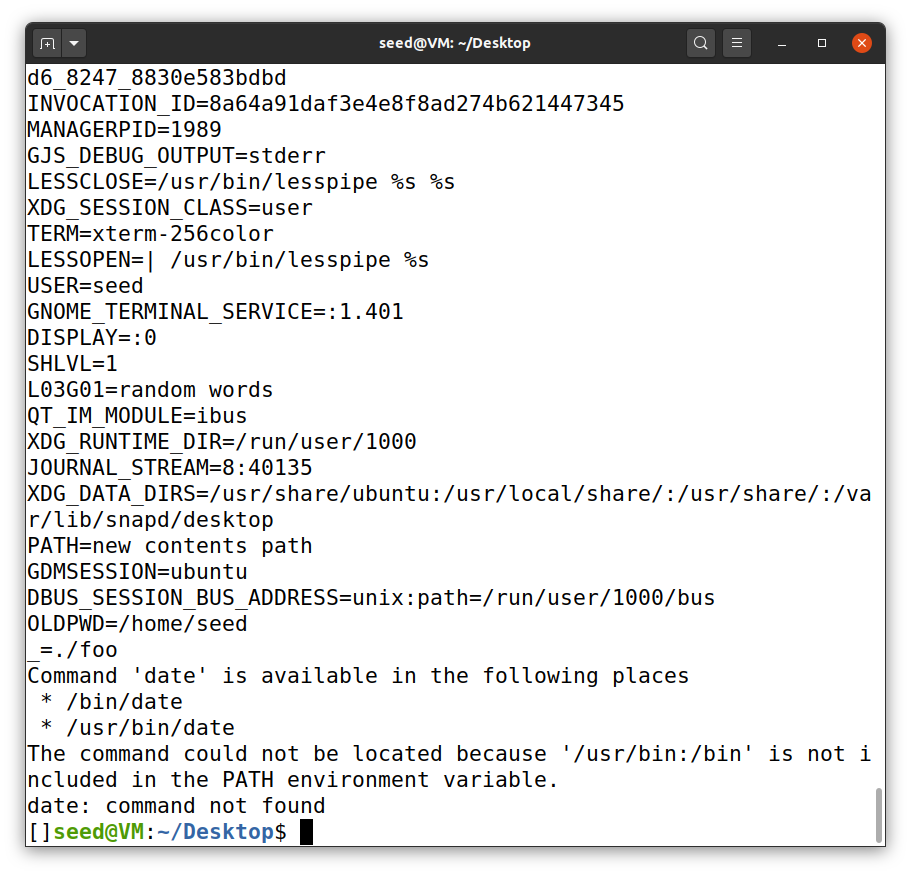 seed@VM: ~/Desktop
d6_8247_8830e583bdbd
INVOCATION_ID=8a64a91daf3e4e8f8ad274b621447345
MANAGERPID=1989
GJS_DEBUG_OUTPUT=stderr
LESSCLOSE=/usr/bin/lesspipe %s %s
XDG_SESSION_CLASS=user
TERM=xterm-256color
LESSOPEN=| /usr/bin/lesspipe %s
USER=seed
GNOME_TERMINAL_SERVICE=:1.401
DISPLAY=:0
SHLVL=1
L03G01=random words
QT_IM_MODULE=ibus
XDG_RUNTIME_DIR=/run/user/1000
JOURNAL_STREAM=8:40135
XDG_DATA_DIRS=/usr/share/ubuntu:/usr/local/share/:/usr/share/:/va
r/lib/snapd/desktop
PATH=new contents path
GDMSESSION=ubuntu
DBUS_SESSION_BUS_ADDRESS=unix:path=/run/user/1000/bus
OLDPWD=/home/seed
_=./foo
Command 'date' is available in the following places
 * /bin/date
 * /usr/bin/date
The command could not be located because '/usr/bin:/bin' is not i
ncluded in the PATH environment variable.
date: command not found
[]seed@VM:~/Desktop$